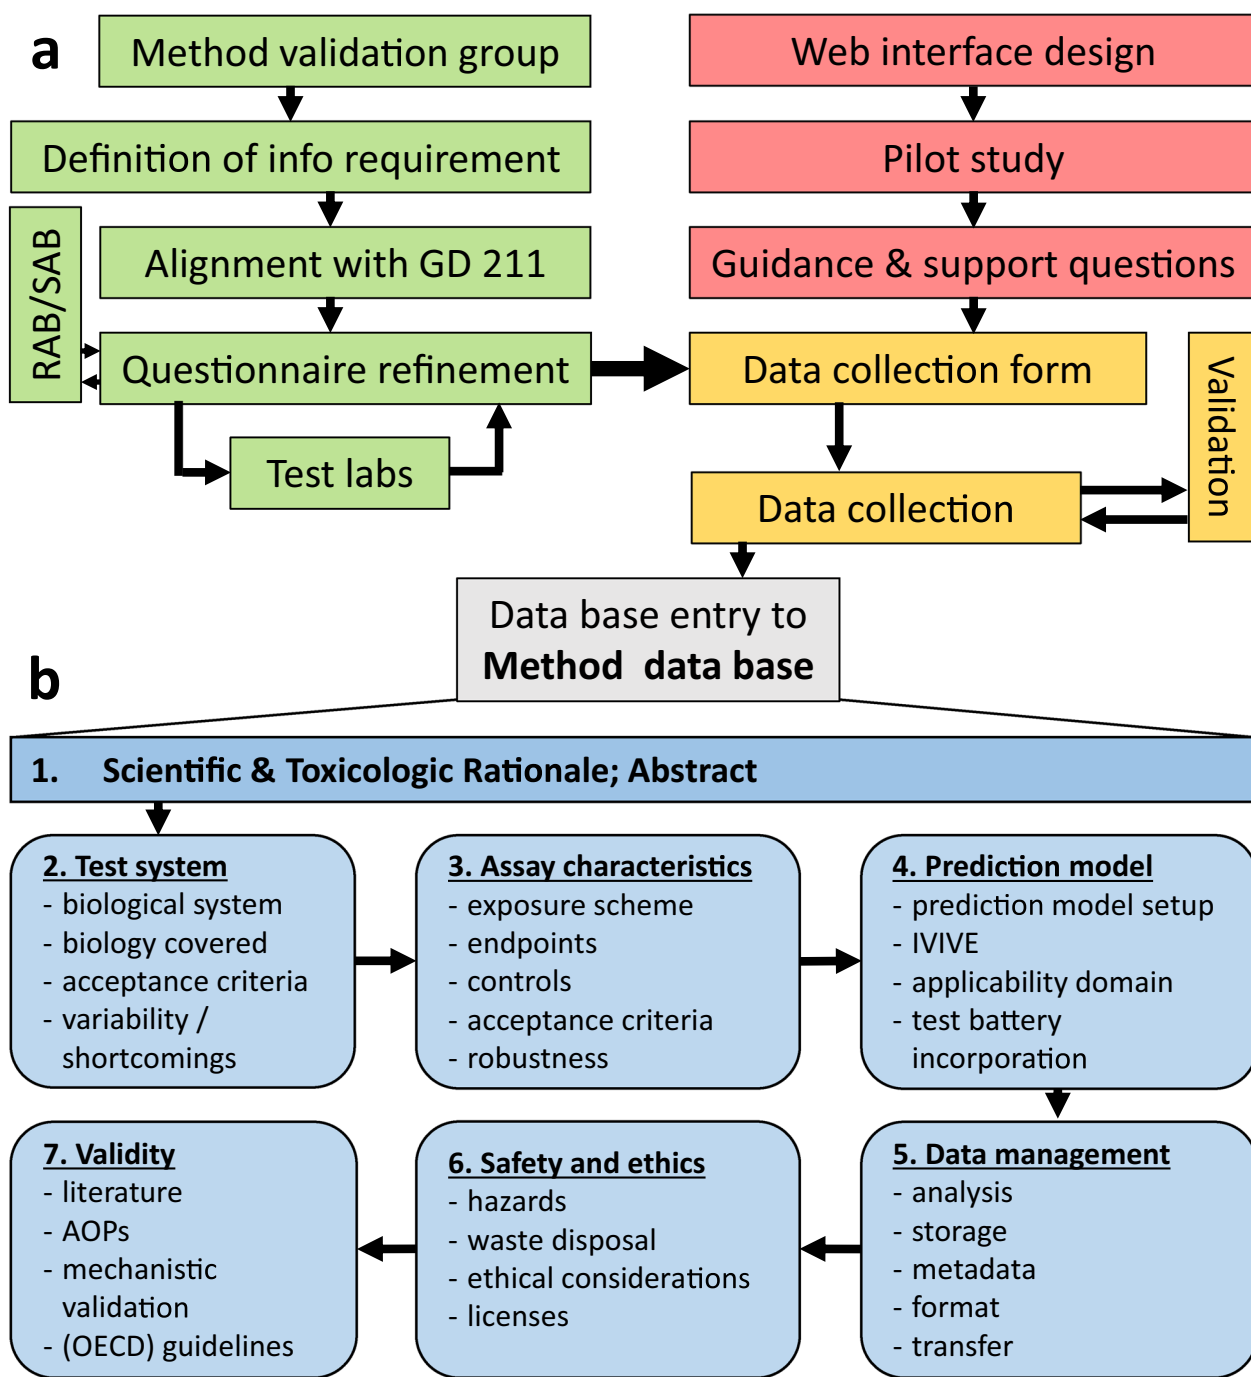 a
Method validation group
Definition of info requirement
Alignment with GD 211
RAB/SAB
Questionnaire refinement
Test labs
Web interface design
Pilot study
Guidance & support questions
Data collection form
Validation
Data collection
Data base entry to
Method data base
b
1. Scientific & Toxicologic Rationale; Abstract
2. Test system
- biological system
- biology covered
- acceptance criteria
- variability /
shortcomings
3. Assay characteristics
- exposure scheme
- endpoints
- controls
- acceptance criteria
- robustness
4. Prediction model
- prediction model setup
- IVIVE
- applicability domain
- test battery
incorporation
7. Validity
- literature
- AOPs
- mechanistic
validation
- (OECD) guidelines
6. Safety and ethics
- hazards
- waste disposal
- ethical considerations
- licenses
5. Data management
- analysis
- storage
- metadata
- format
- transfer